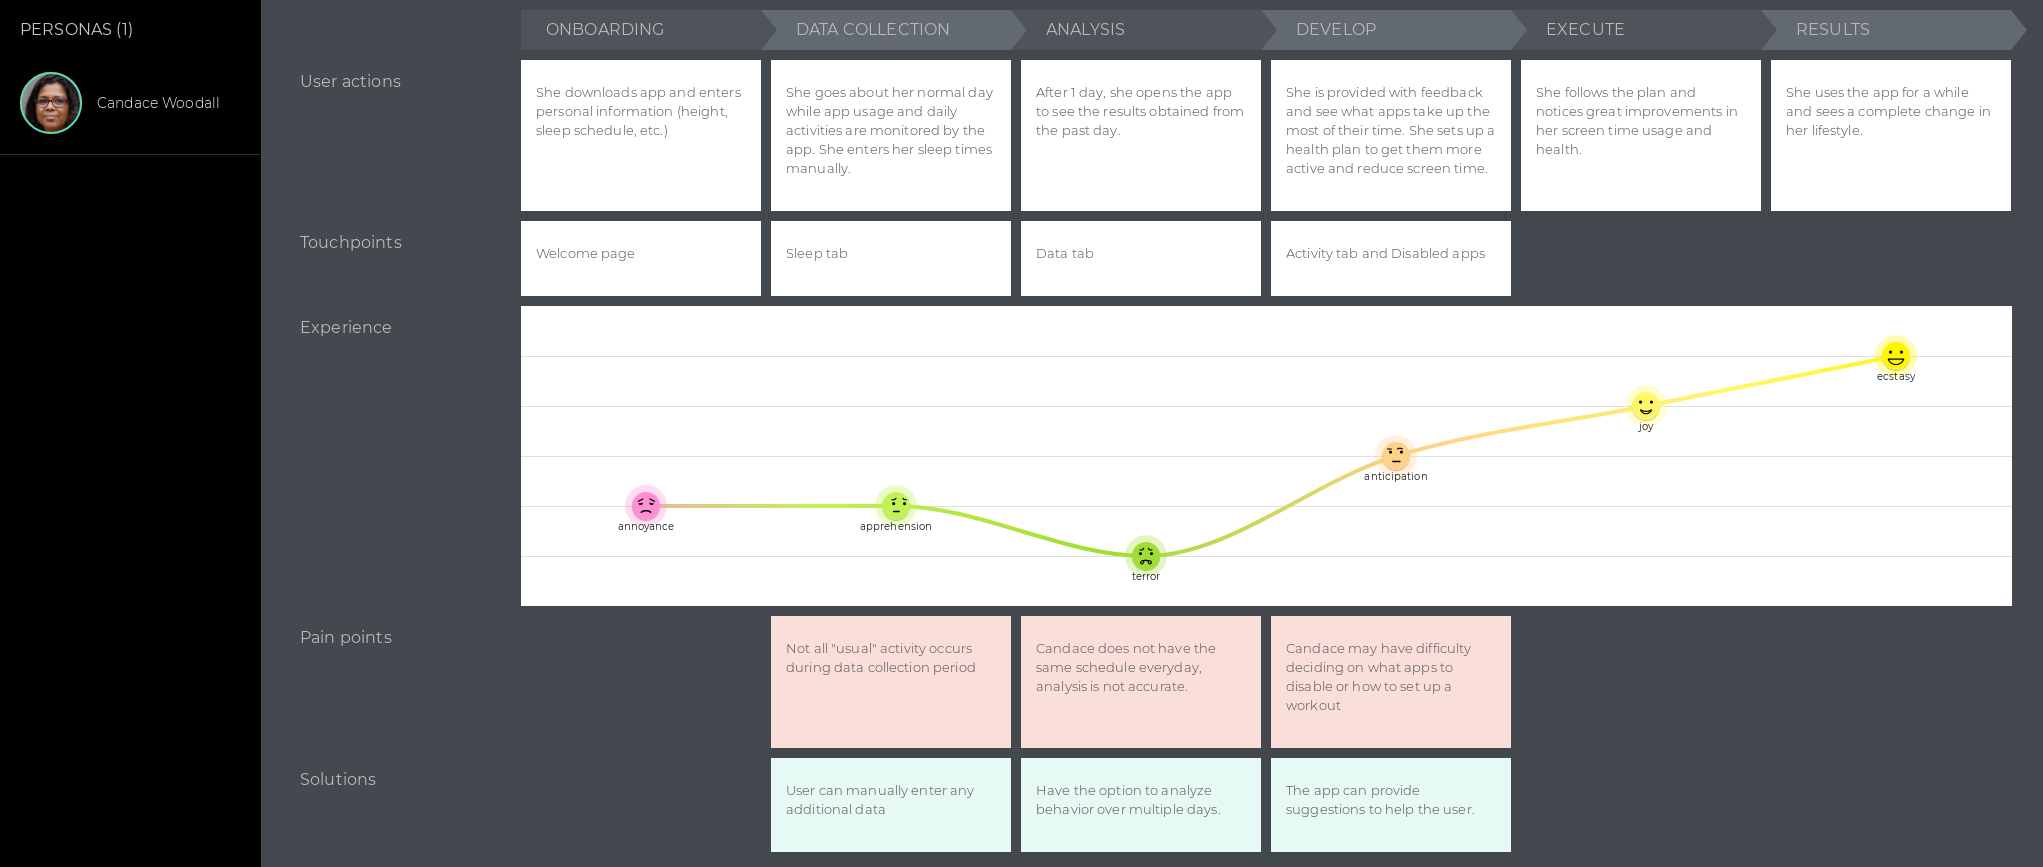 PERSONAS (1)
Candace Woodall
ONBOARDING
DATA COLLECTION
ANALYSIS
DEVELOP
EXECUTE
RESULTS
User actions
She downloads app and enters
personal information (height,
sleep schedule, etc.)
She goes about her normal day
while app usage and daily
activities are monitored by the
app. She enters her sleep times
manually.
After 1 day, she opens the app
to see the results obtained from
the past day.
She is provided with feedback
and see what apps take up the
most of their time. She sets up a
health plan to get them more
active and reduce screen time.
She follows the plan and
notices great improvements in
her screen time usage and
health.
She uses the app for a while
and sees a complete change in
her lifestyle.
Touchpoints
Welcome page
Sleep tab
Data tab
Activity tab and Disabled apps
Experience
annoyance
apprehension
terror
anticipation
joy
ecstasy
Pain points
Not all "usual" activity occurs
during data collection period
Candace does not have the
same schedule everyday,
analysis is not accurate.
Candace may have difficulty
deciding on what apps to
disable or how to set up a
workout
Solutions
User can manually enter any
additional data
Have the option to analyze
behavior over multiple days.
The app can provide
suggestions to help the user.